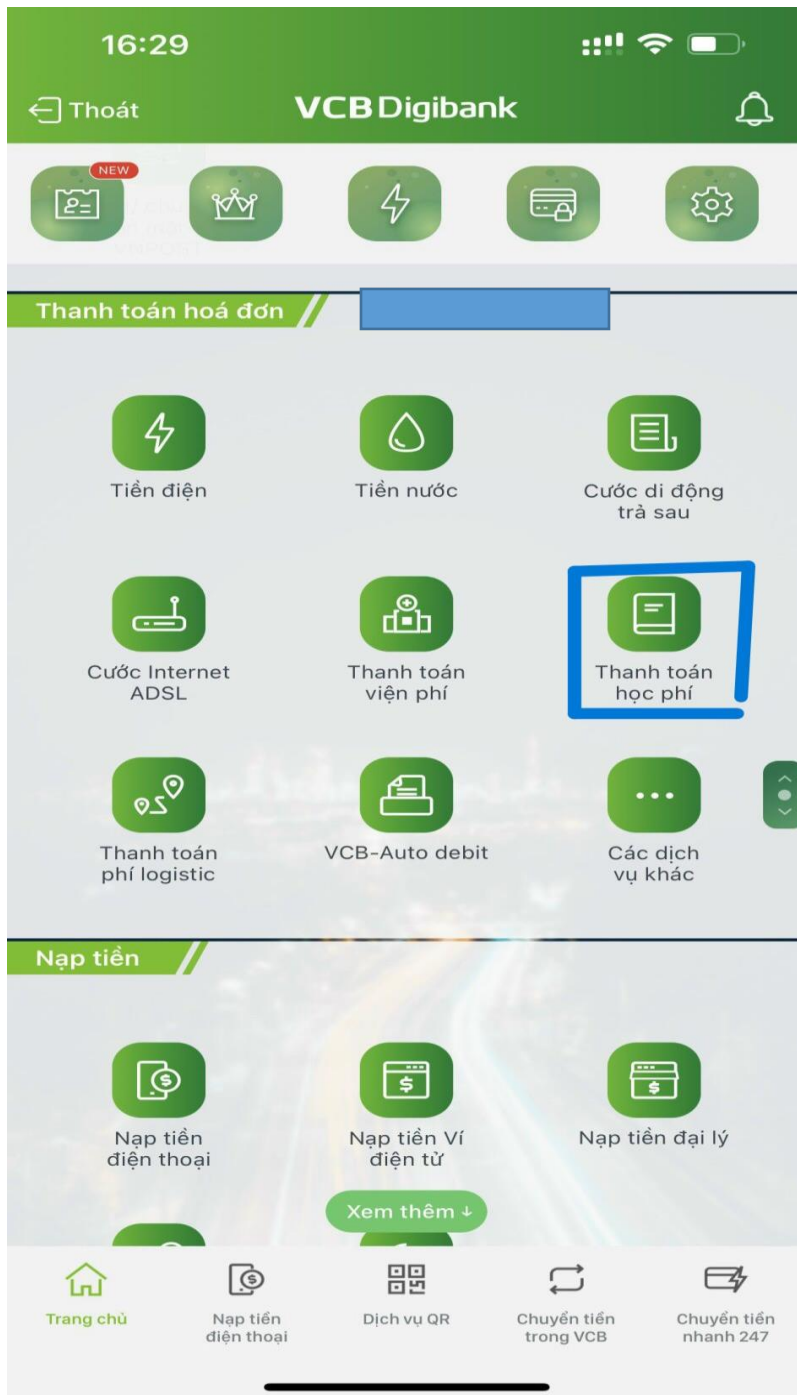 16:29
Thoát
VCB Digibank
NEW
Thanh toán hoá đơn
Tiền điện
Tiền nước
Cước di động
trả sau
Cước Internet
ADSL
Thanh toán
viện phí
Thanh toán
học phí
Thanh toán
phí logistic
VCB-Auto debit
Các dịch
vụ khác
Nạp tiền
Nạp tiền
điện thoại
Nạp tiền Ví
điện tử
Nạp tiền đại lý
Xem thêm ↓
Trang chủ
Nạp tiền
điện thoại
Dịch vụ QR
Chuyển tiền
trong VCB
Chuyển tiền
nhanh 247